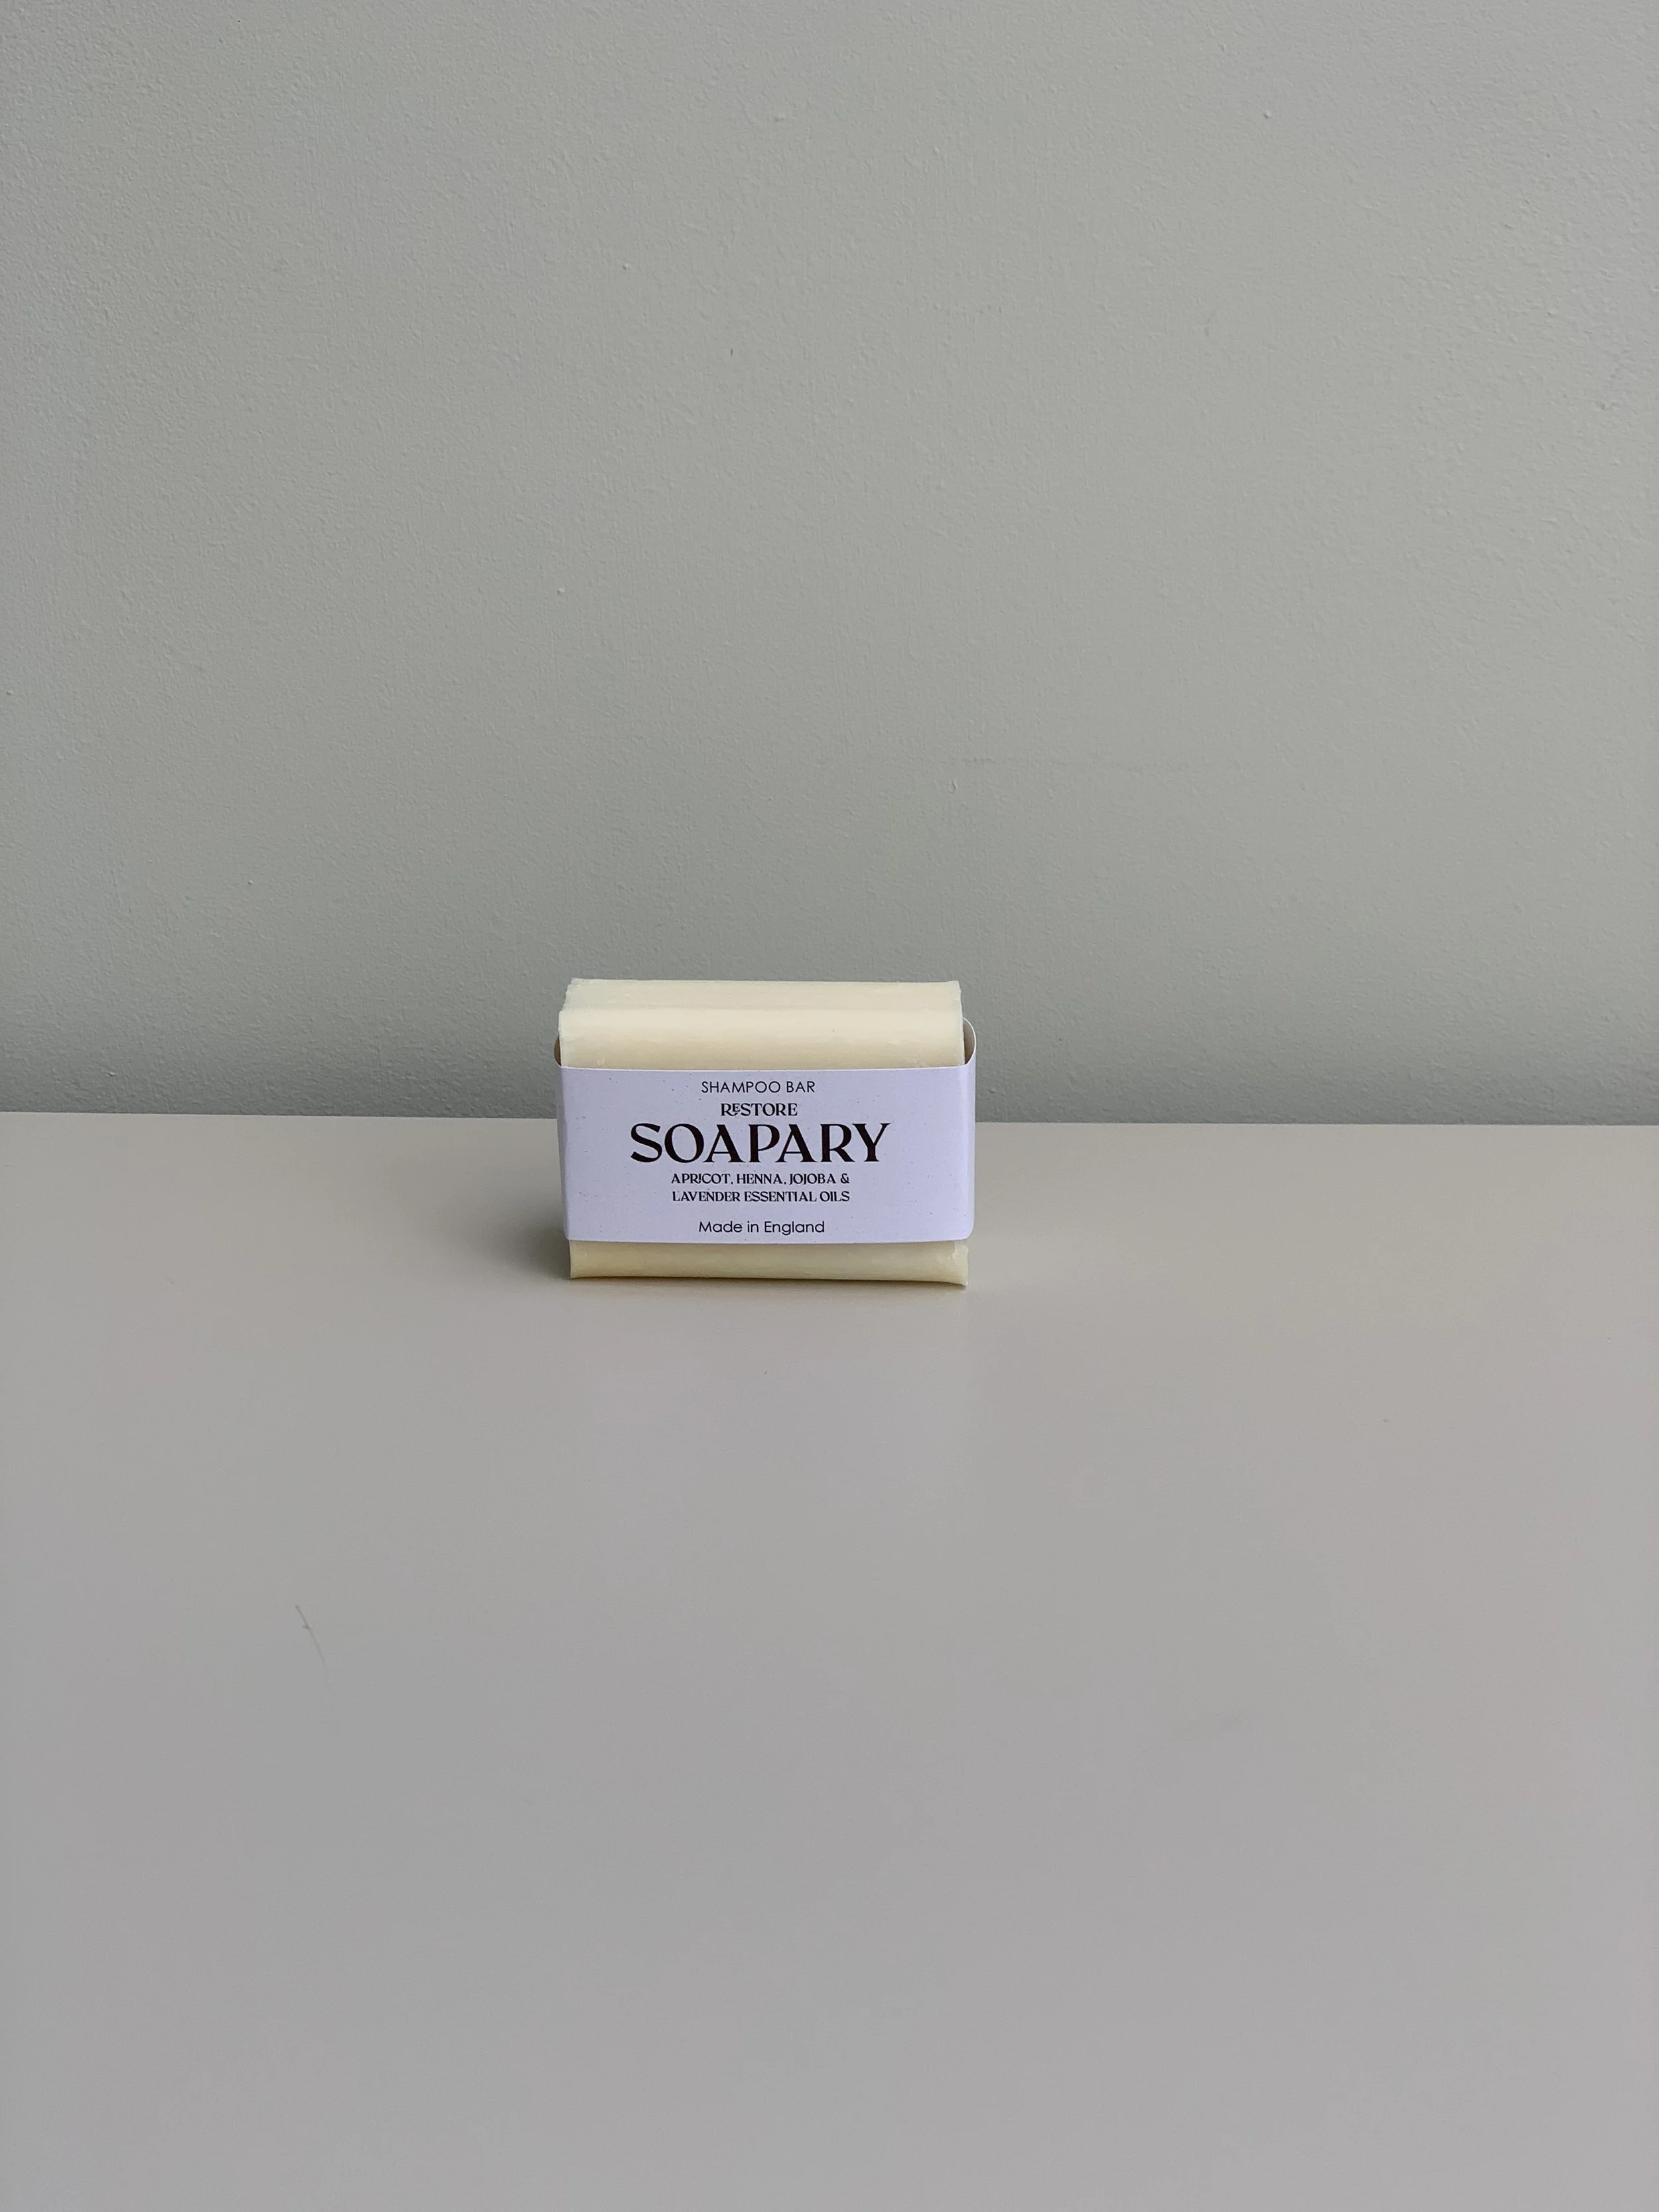 SHAMPOO BAR
RESTORE
SOAPARY
APRICOT, HENNA, JOJOBA &
LAVENDER ESSENTIAL OILS
Made in England